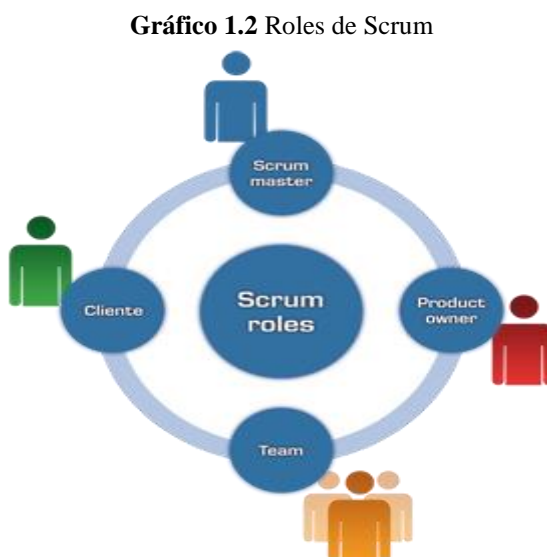 Gráfico 1.2 Roles de Scrum
Scrum
master
Cliente
Scrum
roles
Product
owner
Team